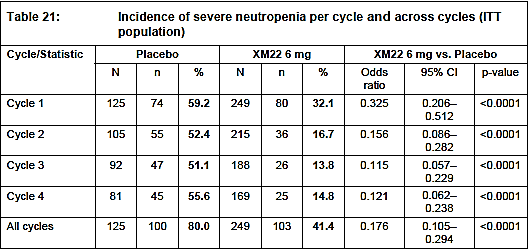 Table 21: Incidence of severe neutropenia per cycle and across cycles (ITT
population)
Cycle/Statistic Placebo XM22 6 mg XM22 6 mg vs. Placebo
N n % N n % Odds ratio 95% CI p-value
Cycle 1 125 74 59.2 249 80 32.1 0.325 0.206–0.512 <0.0001
Cycle 2 105 55 52.4 215 36 16.7 0.156 0.086–0.282 <0.0001
Cycle 3 92 47 51.1 188 26 13.8 0.115 0.057–0.229 <0.0001
Cycle 4 81 45 55.6 169 25 14.8 0.121 0.062–0.238 <0.0001
All cycles 125 100 80.0 249 103 41.4 0.176 0.105–0.294 <0.0001